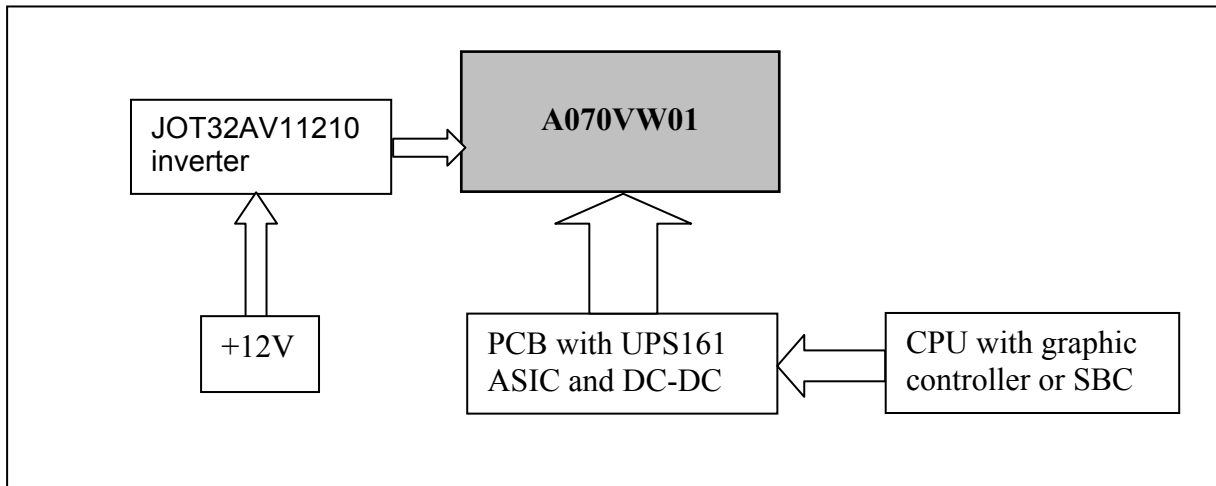 A070VW01
JOT32AV11210
inverter
+12V
PCB with UPS161
ASIC and DC-DC
CPU with graphic
controller or SBC